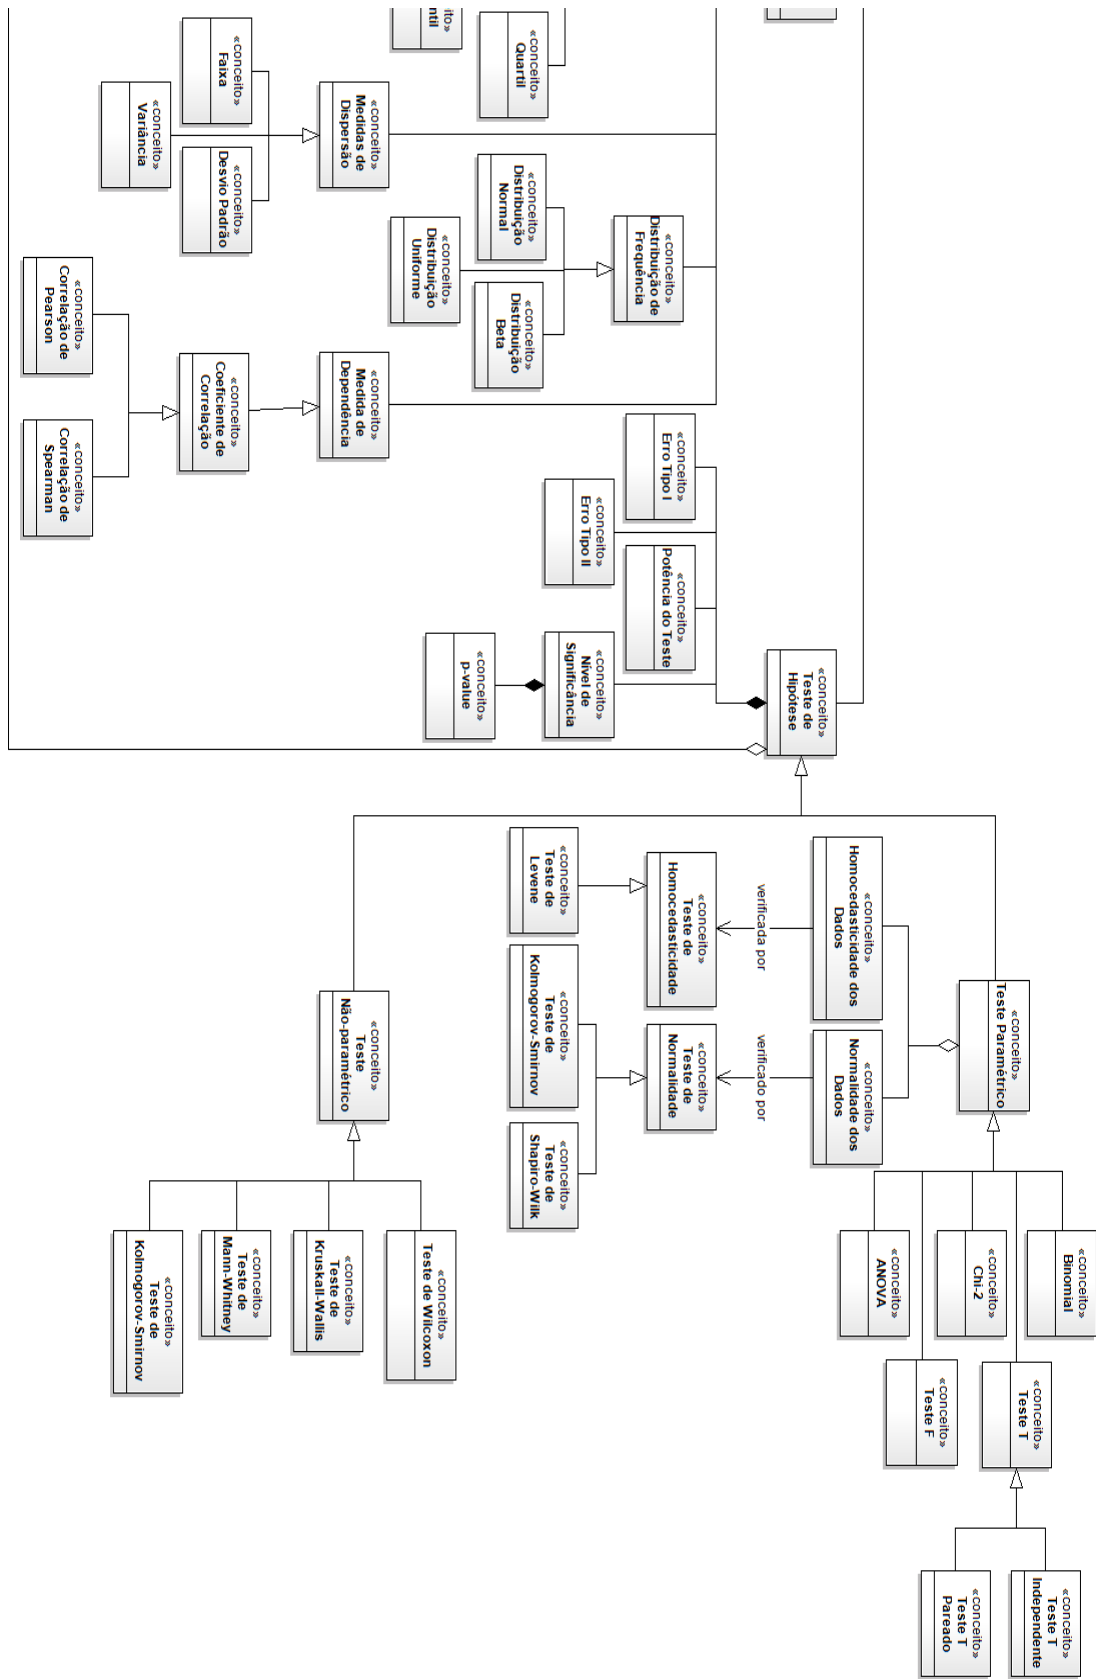 «conceito»
Faixa
«conceito»
Variância
«conceito»
Desvio Padrão
«conceito»
Medidas de
Dispersão
ito»
ntil
«conceito»
Quartil
«conceito»
Distribuição
Normal
«conceito»
Distribuição
Uniforme
«conceito»
Distribuição
Beta
«conceito»
Distribuição de
Frequência
«conceito»
Correlação de
Pearson
«conceito»
Correlação de
Spearman
«conceito»
Coeficiente de
Correlação
«conceito»
Medida de
Dependência
«conceito»
Erro Tipo I
«conceito»
Erro Tipo II
«conceito»
Potência do Teste
«conceito»
Nível de
Significância
«conceito»
p-value
«conceito»
Teste de
Hipótese
«conceito»
Homocedasticidade dos
Dados
verificada por
«conceito»
Teste de
Homocedasticidade
«conceito»
Teste de
Levene
«conceito»
Normalidade dos
Dados
verificado por
«conceito»
Teste de
Normalidade
«conceito»
Teste de
Kolmogorov-Smirnov
«conceito»
Teste de
Shapiro-Wilk
«conceito»
Teste Paramétrico
«conceito»
Teste
Não-paramétrico
«conceito»
Teste de Wilcoxon
«conceito»
Teste de
Kruskall-Wallis
«conceito»
Teste de
Mann-Whitney
«conceito»
Teste de
Kolmogorov-Smirnov
«conceito»
Binomial
«conceito»
Chi-2
«conceito»
ANOVA
«conceito»
Teste T
«conceito»
Teste F
«conceito»
Teste T
Independente
«conceito»
Teste T
Pareado